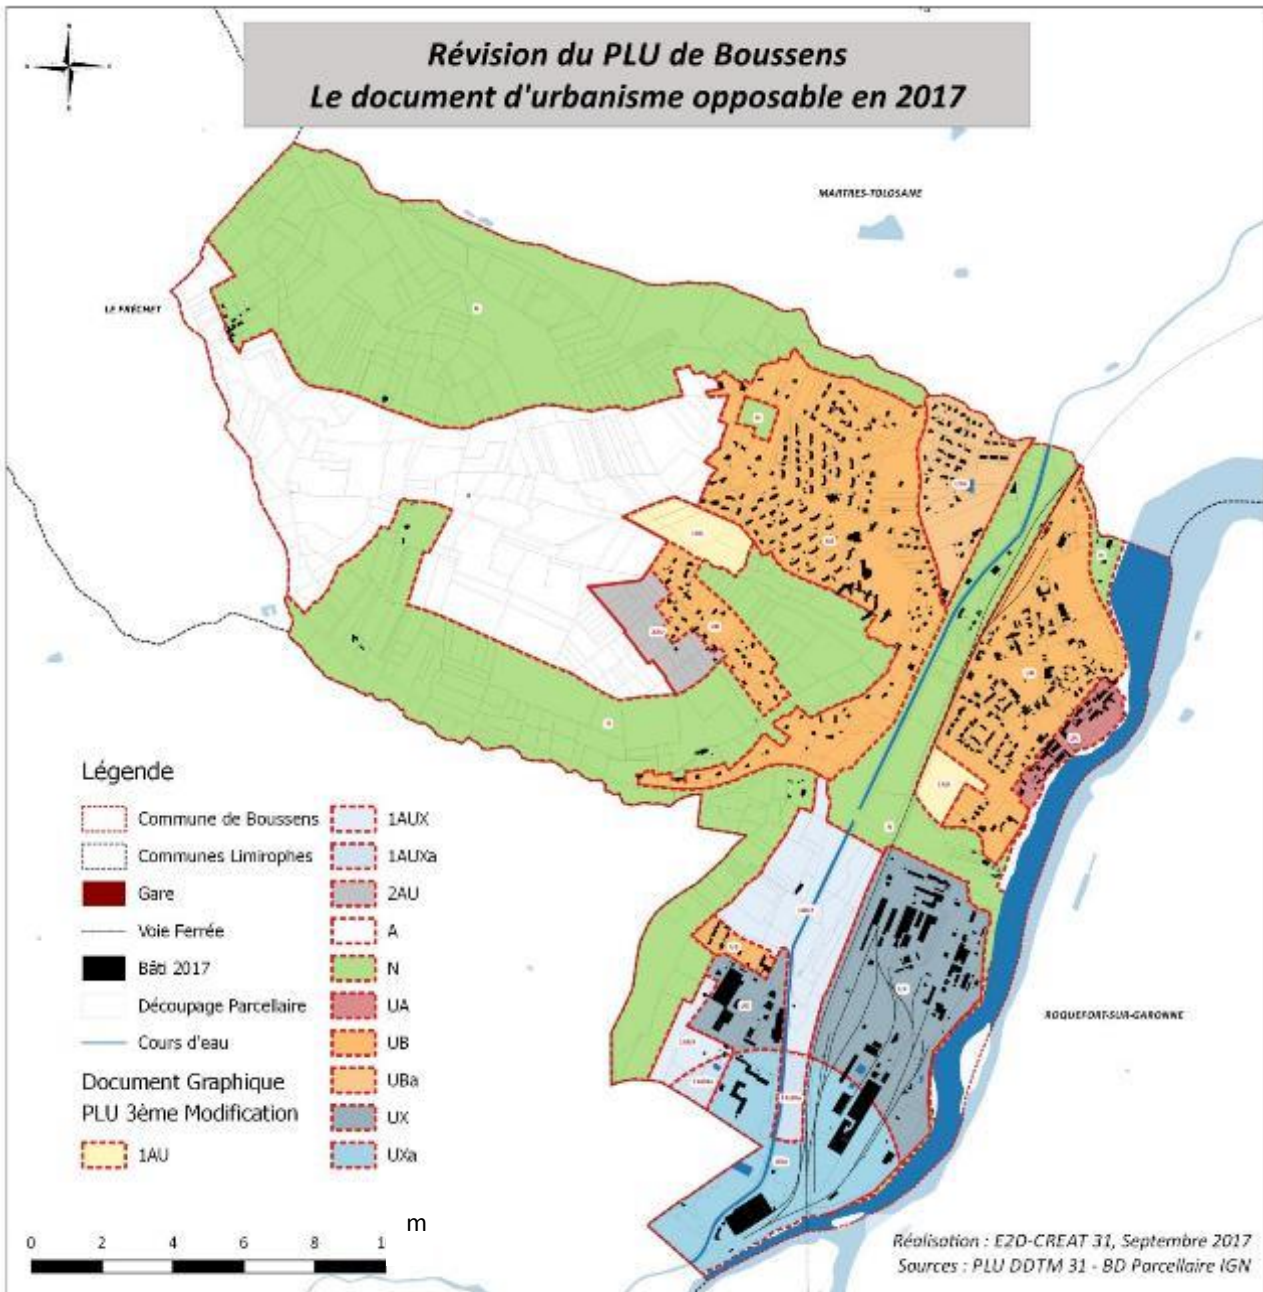 Révision du PLU de Boussens
Le document d'urbanisme opposable en 2017
MARTRES-TOLOSANE
LE FRÉCHET
ROQUEFORT-SUR-GARONNE
Légende
Commune de Boussens
Communes Limirophes
Gare
Voie Ferrée
Bâti 2017
Découpage Parcellaire
Cours d'eau
Document Graphique
PLU 3ème Modification
1AU
1AUX
1AUXa
2AU
A
N
UA
UB
UBa
UX
UXa
0 2 4 6 8 1 m
Réalisation : E2D-CREAT 31, Septembre 2017
Sources : PLU DDTM 31 - BD Parcellaire IGN